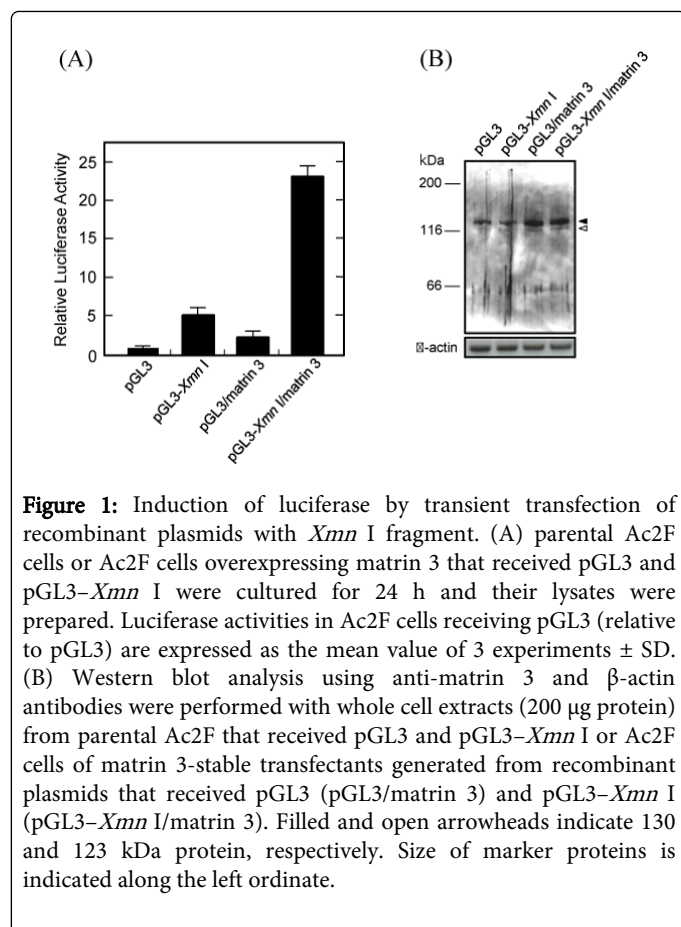 (A)
(B)
Relative Luciferase Activity
25
20
15
10
5
0
pGL3
pGL3-Xmn I
pGL3/matrin 3
pGL3-Xmn I/matrin 3
pGL3
pGL3-Xmn I
pGL3/matrin 3
pGL3-Xmn I/matrin 3
kDa
200
116
66
-actin
Figure 1: Induction of luciferase by transient transfection of
recombinant plasmids with Xmn I fragment. (A) parental Ac2F
cells or Ac2F cells overexpressing matrin 3 that received pGL3 and
pGL3–Xmn I were cultured for 24 h and their lysates were
prepared. Luciferase activities in Ac2F cells receiving pGL3 (relative
to pGL3) are expressed as the mean value of 3 experiments ± SD.
(B) Western blot analysis using anti-matrin 3 and β-actin
antibodies were performed with whole cell extracts (200 μg protein)
from parental Ac2F that received pGL3 and pGL3–Xmn I or Ac2F
cells of matrin 3-stable transfectants generated from recombinant
plasmids that received pGL3 (pGL3/matrin 3) and pGL3–Xmn I
(pGL3–Xmn I/matrin 3). Filled and open arrowheads indicate 130
and 123 kDa protein, respectively. Size of marker proteins is
indicated along the left ordinate.